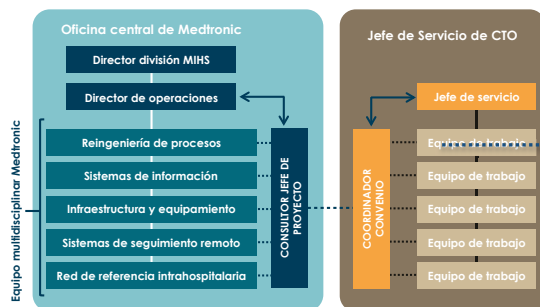 Oficina central de Medtronic
Director división MIHS
Director de operaciones
Equipo multidisciplinar Medtronic
Reingeniería de procesos
Sistemas de información
Infraestructura y equipamiento
Sistemas de seguimiento remoto
Red de referencia intrahospitalaria
CONSULTOR JEFE DE
PROYECTO
Jefe de Servicio de CTO
Jefe de servicio
COORDINADOR
CONVENIO
Equipo de trabajo
Equipo de trabajo
Equipo de trabajo
Equipo de trabajo
Equipo de trabajo